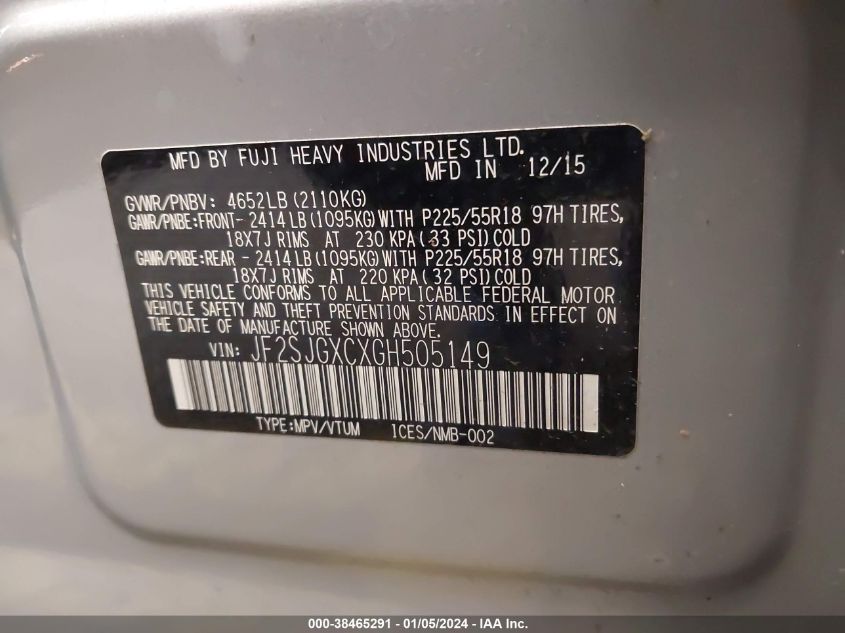 MFD BY FUJI HEAVY INDUSTRIES LTD.
MFD IN 12/15
GVWR/PNBV: 4652LB (2110KG)
GAWR/PNBE:FRONT- 2414LB (1095KG) WITH P225/55R18 97H TIRES,
18X7J RIMS AT 230 KPA( 33 PSI) COLD
GAWR/PNBE:REAR - 2414LB (1095KG) WITH P225/55R18 97H TIRES,
18X7J RIMS AT 220 KPA( 32 PSI) COLD
THIS VEHICLE CONFORMS TO ALL APPLICABLE FEDERAL MOTOR
VEHICLE SAFETY AND THEFT PREVENTION STANDARDS IN EFFECT ON
THE DATE OF MANUFACTURE SHOWN ABOVE.
VIN: JF2SJGXCXGH505149
TYPE:MPV/VTUM ICES/NMB-002
000-38465291 - 01/05/2024 - IAA Inc.